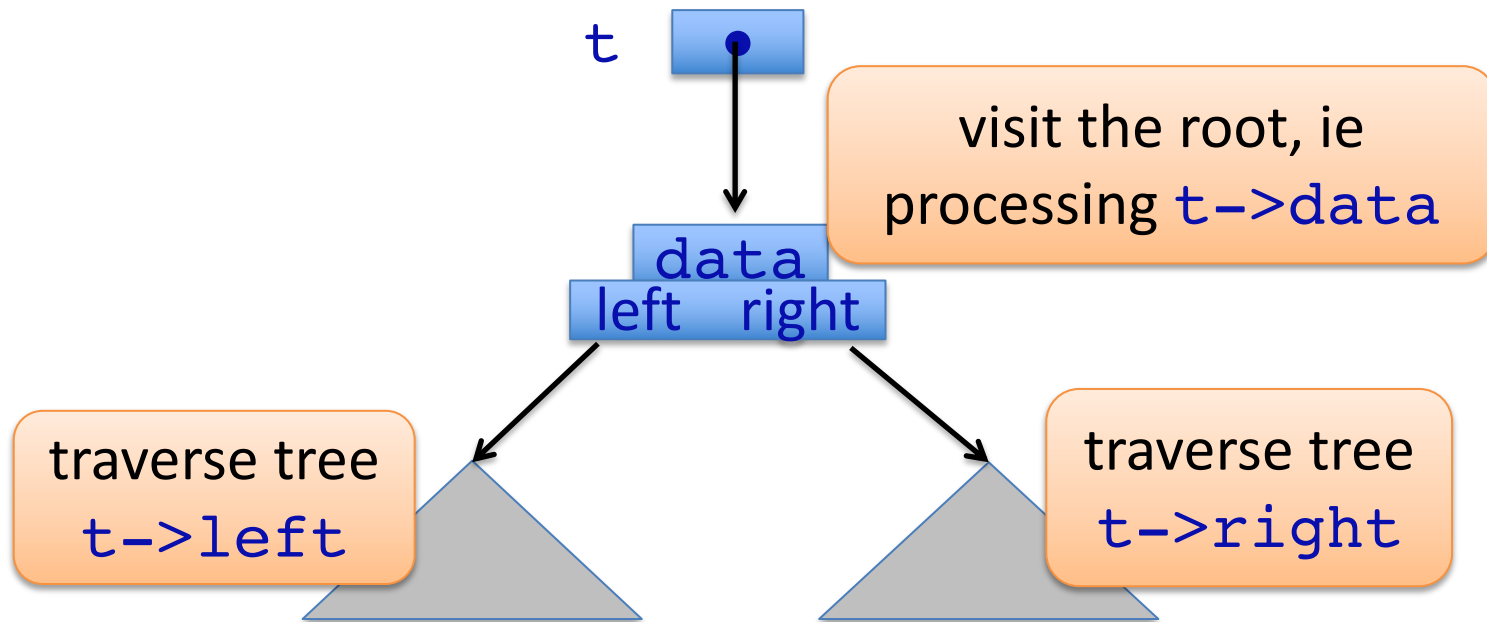 t
visit the root, ie
processing t->data
data
left right
traverse tree
t->left
traverse tree
t->right